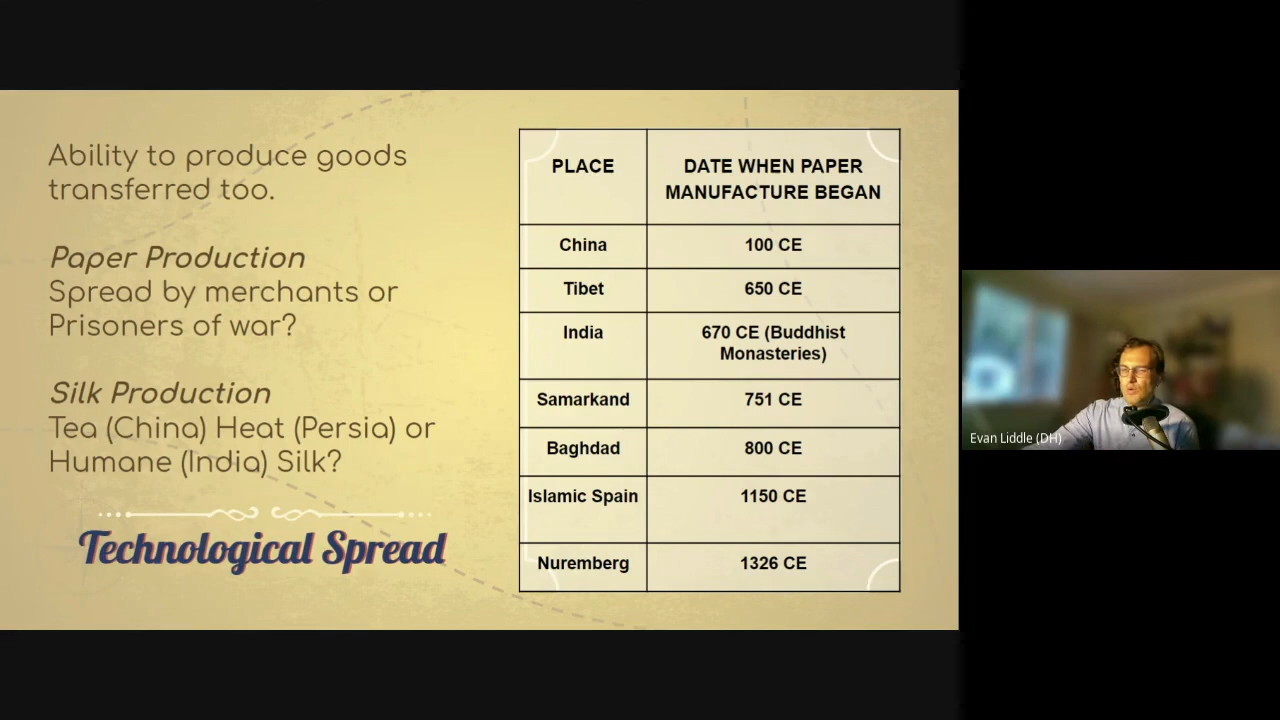 Ability to produce goods
transferred too.
Paper Production
Spread by merchants or
Prisoners of war?
Silk Production
Tea (China) Heat (Persia) or
Humane (India) Silk?
Technological Spread
PLACE
DATE WHEN PAPER
MANUFACTURE BEGAN
China
100 CE
Tibet
650 CE
India
670 CE (Buddhist
Monasteries)
Samarkand
751 CE
Baghdad
800 CE
Islamic Spain
1150 CE
Nuremberg
1326 CE
Evan Liddle (DH)